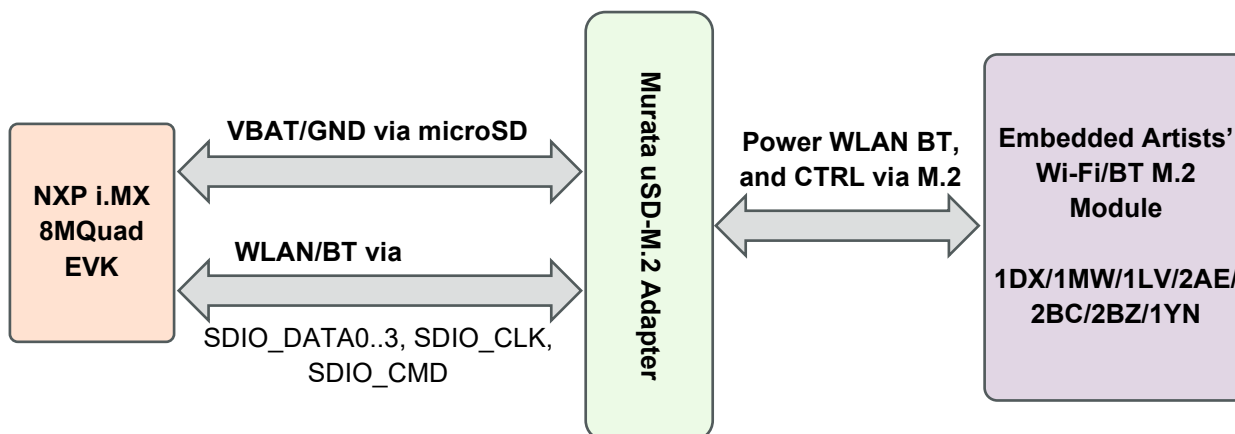 NXP i.MX
8MQuad
EVK
VBAT/GND via microSD
WLAN/BT via
SDIO_DATA0..3, SDIO_CLK,
SDIO_CMD
Murata uSD-M.2 Adapter
Power WLAN BT,
and CTRL via M.2
Embedded Artists’
Wi-Fi/BT M.2
Module
1DX/1MW/1LV/2AE/
2BC/2BZ/1YN